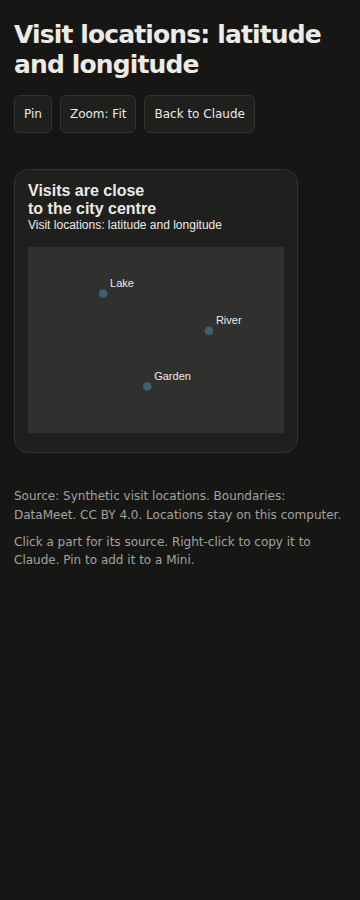 Visit locations: latitude
and longitude
Pin
Zoom: Fit
Back to Claude
Visits are close
to the city centre
Visit locations: latitude and longitude
Lake
River
Garden
Source: Synthetic visit locations. Boundaries:
DataMeet. CC BY 4.0. Locations stay on this computer.
Click a part for its source. Right-click to copy it to
Claude. Pin to add it to a Mini.